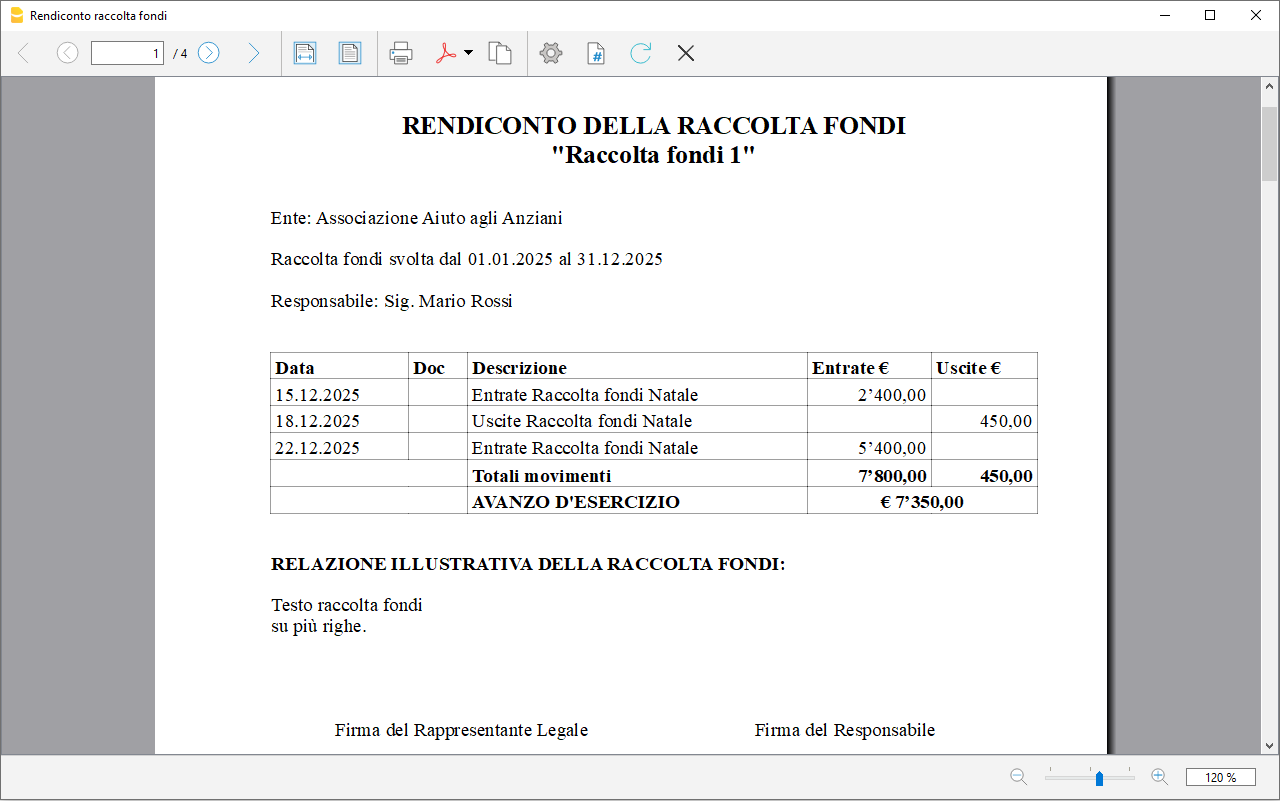 Rendiconto raccolta fondi
1 / 4
RENDICONTO DELLA RACCOLTA FONDI
"Raccolta fondi 1"
Ente: Associazione Aiuto agli Anziani
Raccolta fondi svolta dal 01.01.2025 al 31.12.2025
Responsabile: Sig. Mario Rossi
Data Doc Descrizione Entrate € Uscite €
15.12.2025 Entrate Raccolta fondi Natale 2’400,00
18.12.2025 Uscite Raccolta fondi Natale 450,00
22.12.2025 Entrate Raccolta fondi Natale 5’400,00
Totali movimenti 7’800,00 450,00
AVANZO D'ESERCIZIO € 7’350,00
RELAZIONE ILLUSTRATIVA DELLA RACCOLTA FONDI:
Testo raccolta fondi
su più righe.
Firma del Rappresentante Legale Firma del Responsabile
120 %